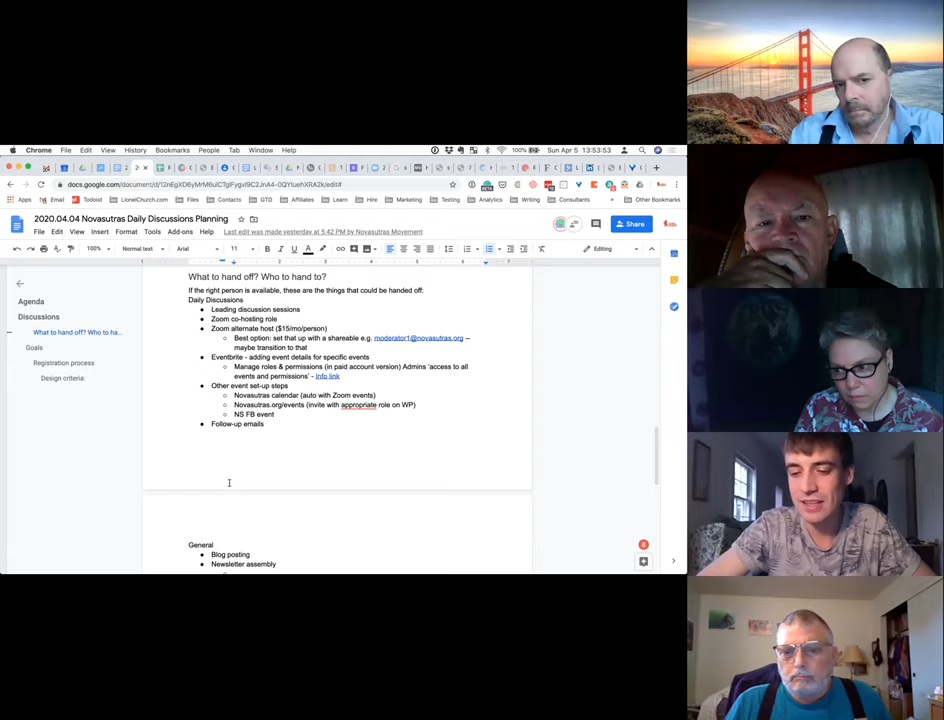 Chrome File Edit View History Bookmarks People Tab Window Help 100% Sun Apr 5 13:53:53
Apps Email Todoist LionelChurch.com Files Contacts Copywriting GTD Affiliates Learn Hire Marketing Testing Analytics Writing Consulting Advance Other Bookmarks
2020.04.04 Novasutras Daily Discussions Planning
Share
File Edit View Insert Format Tools Add-ons Help Last edit was made yesterday at 5:42 PM by Novasutras Movement
100% Normal text Arial 11 Editing
What to hand off? Who to hand to?
If the right person is available, these are the things that could be handed off:
Daily Discussions
Leading discussion sessions
Zoom co-hosting role
Zoom alternate host ($15/mo/person)
Best option: set that up with a shareable e.g. moderator1@novasutras.org --
maybe transition to that
Eventbrite - adding event details for specific events
Manage roles & permissions (in paid account version) Admins 'access to all
events and permissions' - Info link
Other event set-up steps
Novasutras calendar (auto with Zoom events)
Novasutras.org/events (invite with appropriate role on WP)
NS FB event
Follow-up emails
General
Blog posting
Newsletter assembly
Agenda
Discussions
What to hand off? Who to ha...
Goals
Registration process
Design criteria:
8